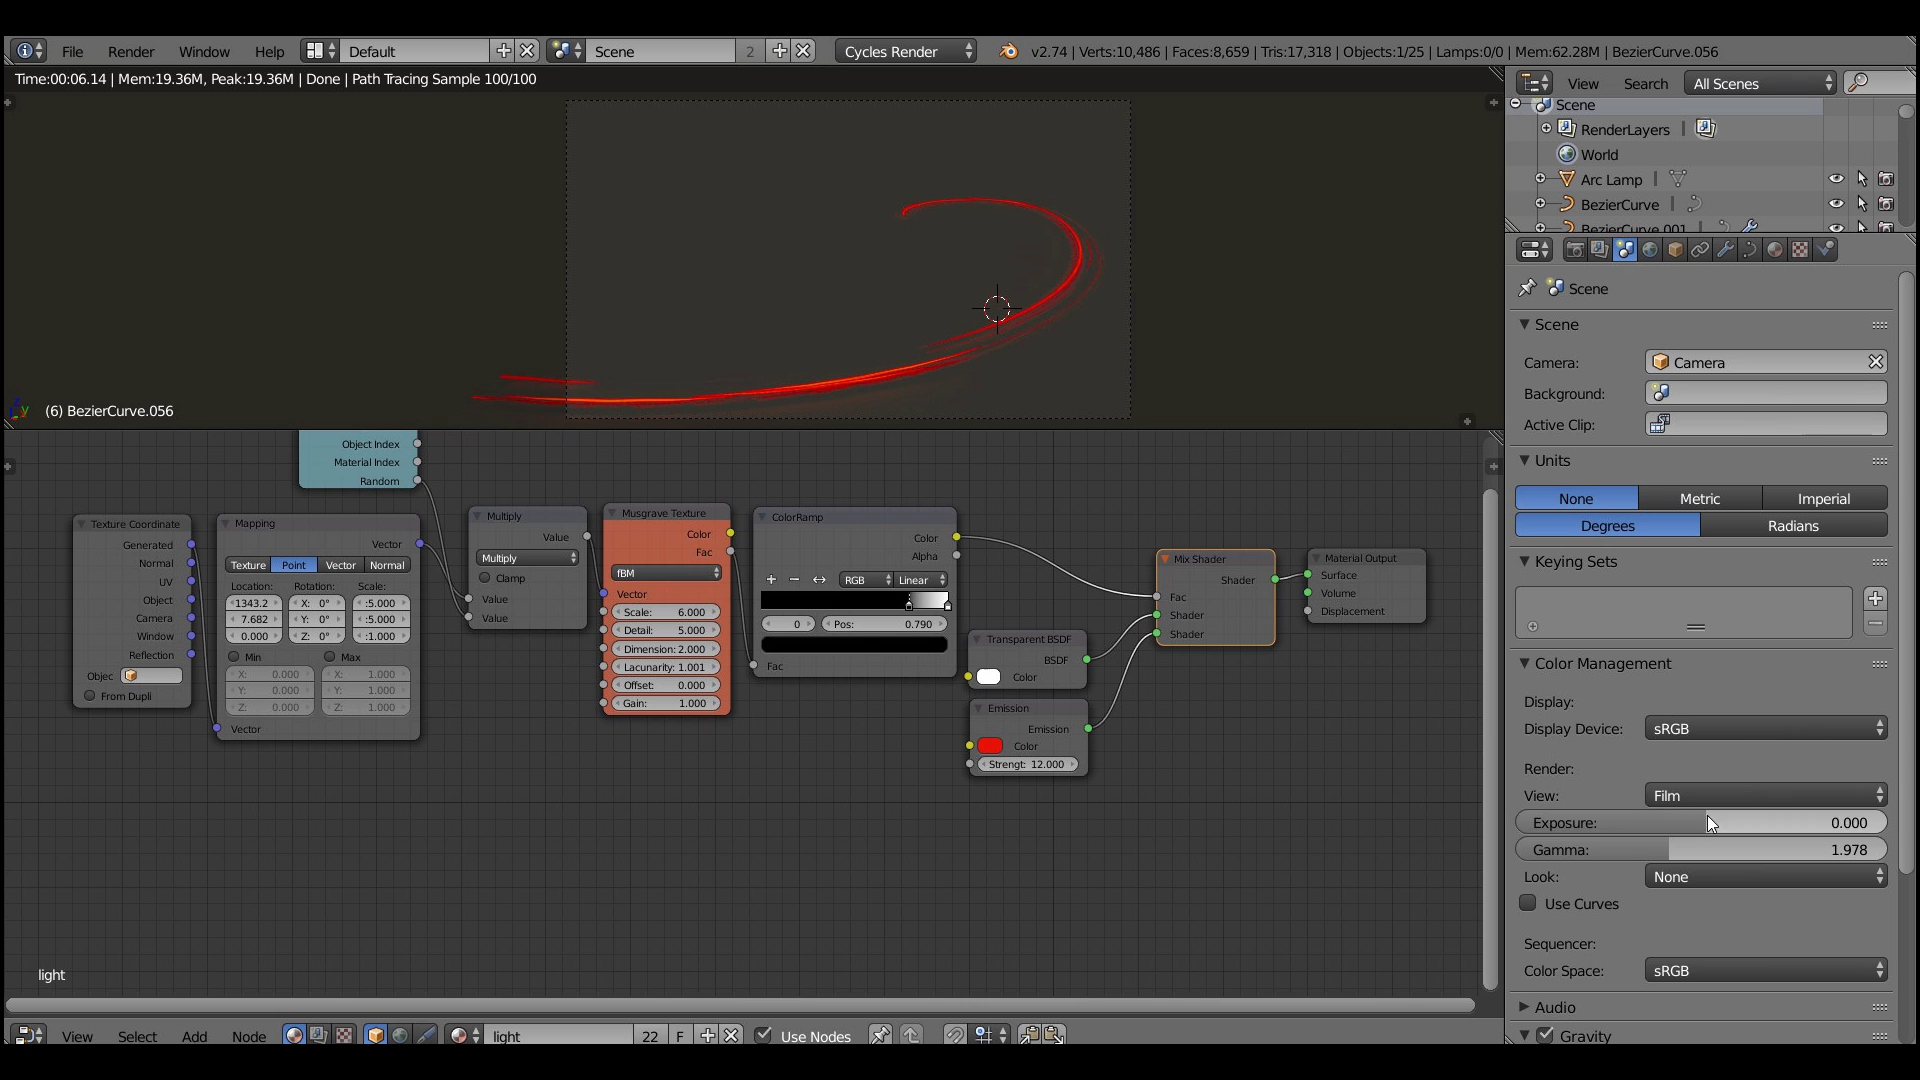 File Render Window Help Default Scene 2 Cycles Render v2.74 | Verts:10,486 | Faces:8,659 | Tris:17,318 | Objects:1/25 | Lamps:0/0 | Mem:62.28M | BezierCurve.056
Time:00:06.14 | Mem:19.36M, Peak:19.36M | Done | Path Tracing Sample 100/100
(6) BezierCurve.056
Object Index
Material Index
Random
Texture Coordinate
Generated
Normal
UV
Object
Camera
Window
Reflection
Objec
From Dupli
Mapping
Vector
Texture Point Vector Normal
Location: Rotation: Scale:
1343.2 X: 0° :5.000
7.682 Y: 0° :5.000
0.000 Z: 0° :1.000
Min Max
X: 0.000 X: 1.000
Y: 0.000 Y: 1.000
Z: 0.000 Z: 1.000
Vector
Multiply
Value
Multiply
Clamp
Value
Value
Musgrave Texture
Color
Fac
fBM
Vector
Scale: 6.000
Detail: 5.000
Dimension: 2.000
Lacunarity: 1.001
Offset: 0.000
Gain: 1.000
ColorRamp
Color
Alpha
RGB Linear
0 Pos: 0.790
Fac
Transparent BSDF
BSDF
Color
Emission
Emission
Color
Strengt: 12.000
Mix Shader
Shader
Fac
Shader
Shader
Material Output
Surface
Volume
Displacement
light
View Select Add Node light 22 F Use Nodes
View Search All Scenes
Scene
RenderLayers
World
Arc Lamp
BezierCurve
BezierCurve.001
Scene
Scene
Camera: Camera
Background:
Active Clip:
Units
None Metric Imperial
Degrees Radians
Keying Sets
Color Management
Display:
Display Device: sRGB
Render:
View: Film
Exposure: 0.000
Gamma: 1.978
Look: None
Use Curves
Sequencer:
Color Space: sRGB
Audio
Gravity